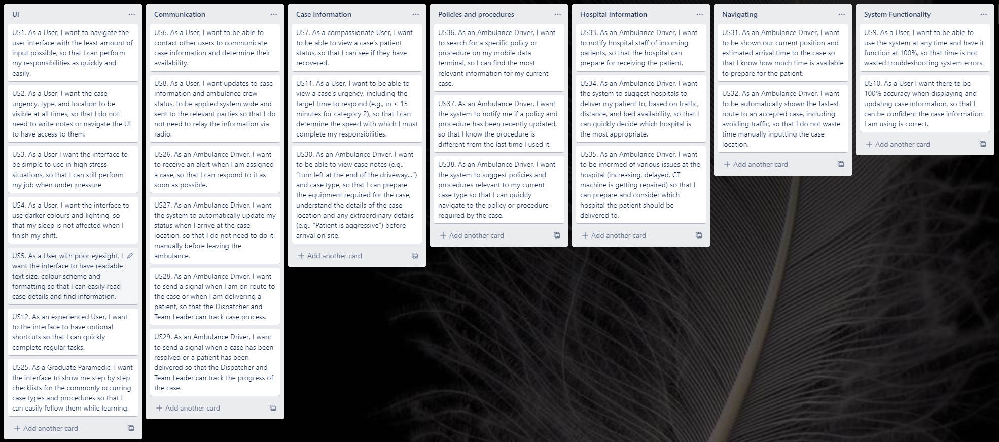 UI
US1. As a User, I want to navigate the
user interface with the least amount of
input possible, so that I can perform
my responsibilities as quickly and
easily.
US2. As a User, I want the case
urgency, type, and location to be
visible at all times, so that I do not
need to write notes or navigate the UI
to have access to them.
US3. As a User I want the interface to
be simple to use in high stress
situations, so that I can still perform
my job when under pressure
US4. As a User, I want the interface to
use darker colours and lighting, so
that my sleep is not affected when I
finish my shift.
US5. As a User with poor eyesight, I
want the interface to have readable
text size, colour scheme and
formatting so that I can easily read
case details and find information.
US12. As an experienced User, I want
to the interface to have optional
shortcuts so that I can quickly
complete regular tasks.
US25. As a Graduate Paramedic, I want
the interface to show me step by step
checklists for the commonly occurring
case types and procedures so that I
can easily follow them while learning.
+ Add another card
Communication
US6. As a User, I want to be able to
contact other users to communicate
case information and determine their
availability.
US8. As a User, I want updates to case
information and ambulance crew
status, to be applied system wide and
sent to the relevant parties so that I do
not need to relay the information via
radio.
US26. As an Ambulance Driver, I want
to receive an alert when I am assigned
a case, so that I can respond to it as
soon as possible.
US27. As an Ambulance Driver, I want
the system to automatically update my
status when I arrive at the case
location, so that I do not need to do it
manually before leaving the
ambulance.
US28. As an Ambulance Driver, I want
to send a signal when I am on route to
the case or when I am delivering a
patient, so that the Dispatcher and
Team Leader can track case process.
US29. As an Ambulance Driver, I want
to send a signal when a case has been
resolved or a patient has been
delivered so that the Dispatcher and
Team Leader can track the progress of
the case.
+ Add another card
Case Information
US7. As a compassionate User, I want
to be able to view a case's patient
status, so that I can see if they have
recovered.
US11. As a User, I want to be able to
view a case's urgency, including the
target time to respond (e.g., in < 15
minutes for category 2), so that I can
determine the speed with which I must
complete my responsibilities.
US30. As an Ambulance Driver, I want
to be able to view case notes (e.g.,
“turn left at the end of the driveway...”)
and case type, so that I can prepare
the equipment required for the case,
understand the details of the case
location and any extraordinary details
(e.g., “Patient is aggressive”) before
arrival on site.
+ Add another card
Policies and procedures
US36. As an Ambulance Driver, I want
to search for a specific policy or
procedure on my mobile data
terminal, so I can find the most
relevant information for my current
case.
US37. As an Ambulance Driver, I want
the system to notify me if a policy and
procedure has been recently updated,
so that I know the procedure is
different from the last time I used it.
US38. As an Ambulance Driver, I want
the system to suggest policies and
procedures relevant to my current
case type so that I can quickly
navigate to the policy or procedure
required by the case.
+ Add another card
Hospital Information
US33. As an Ambulance Driver, I want
to notify hospital staff of incoming
patients, so that the hospital can
prepare for receiving the patient.
US34. As an Ambulance Driver, I want
the system to suggest hospitals to
deliver my patient to, based on traffic,
distance, and bed availability, so that I
can quickly decide which hospital is
the most appropriate.
US35. As an Ambulance Driver, I want
to be informed of various issues at the
hospital (increasing, delayed, CT
machine is getting repaired) so that I
can prepare and consider which
hospital the patient should be
delivered to.
+ Add another card
Navigating
US31. As an Ambulance Driver, I want
to be shown our current position and
estimated arrival time to the case so
that I know how much time is available
to prepare for the patient.
US32. As an Ambulance Driver, I want
to be automatically shown the fastest
route to an accepted case, including
avoiding traffic, so that I do not waste
time manually inputting the case
location.
+ Add another card
System Functionality
US9. As a User, I want to be able to
use the system at any time and have it
function at 100%, so that time is not
wasted troubleshooting system errors.
US10. As a User I want there to be
100% accuracy when displaying and
updating case information, so that I
can be confident the case information
I am using is correct.
+ Add another card